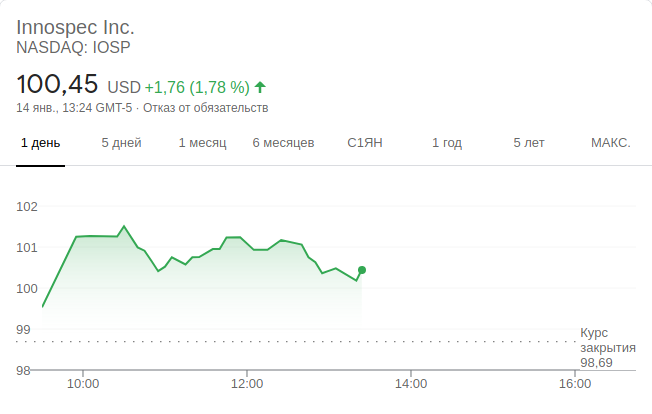 Innospec Inc.
NASDAQ: IOSP
100,45 USD +1,76 (1,78 %)
14 янв., 13:24 GMT-5 · Отказ от обязательств
1 день 5 дней 1 месяц 6 месяцев С1ЯН 1 год 5 лет МАКС.
102
101
100
99
Курс
закрытия
98,69
98
10:00 12:00 14:00 16:00